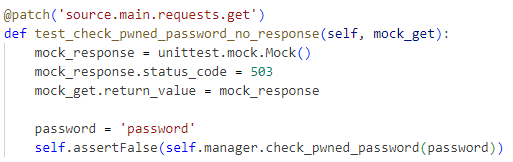 @patch('source.main.requests.get')
def test_check_pwned_password_no_response(self, mock_get):
    mock_response = unittest.mock.Mock()
    mock_response.status_code = 503
    mock_get.return_value = mock_response

    password = 'password'
    self.assertFalse(self.manager.check_pwned_password(password))